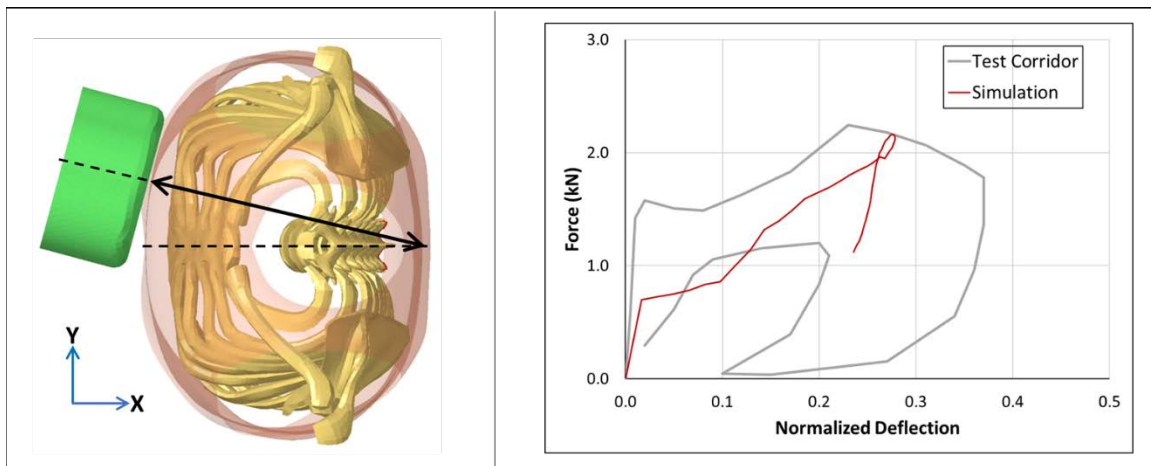 Y
X
3.0
2.0
1.0
0.0
Force (kN)
Test Corridor
Simulation
0.0 0.1 0.2 0.3 0.4 0.5
Normalized Deflection